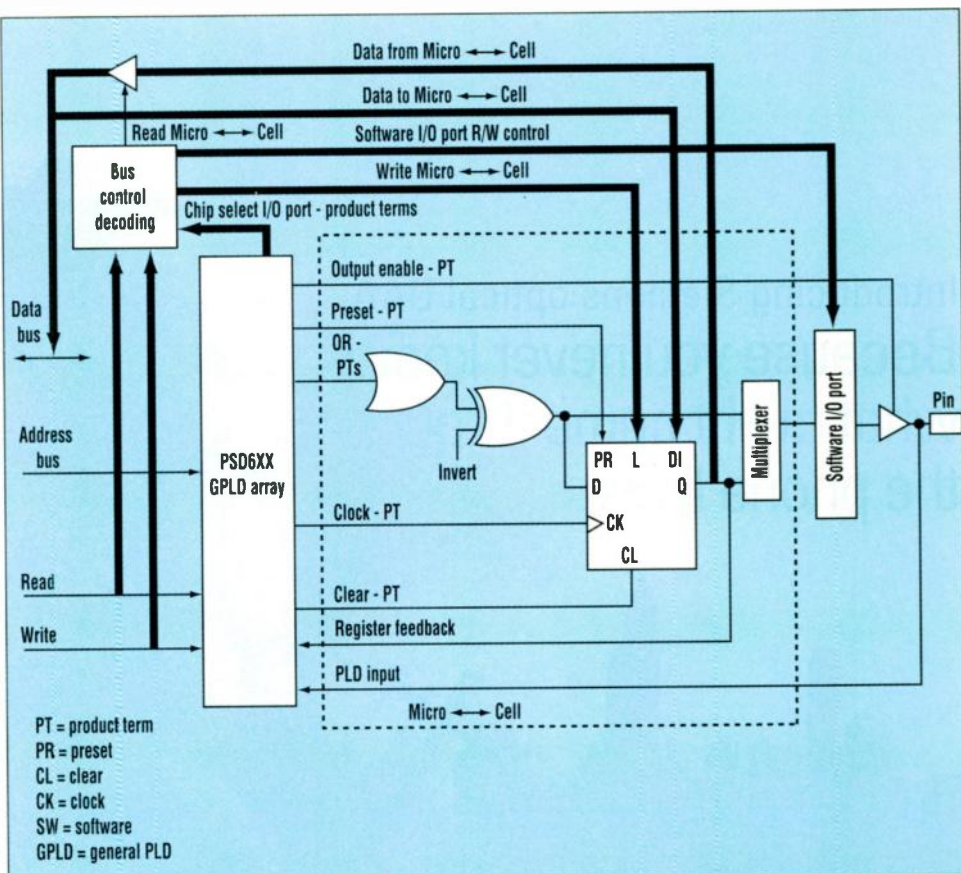 Data from Micro ⟷ Cell
Data to Micro ⟷ Cell
Read Micro ⟷ Cell
Software I/O port R/W control
Bus
control
decoding
Write Micro ⟷ Cell
Chip select I/O port - product terms
Data
bus
Output enable - PT
Preset - PT
OR -
PTs
Invert
Address
bus
PSD6XX
GPLD array
PR L DI
D Q
CK
CL
Multiplexer
Software I/O port
Pin
Clock - PT
Clear - PT
Read
Write
Register feedback
PLD input
Micro ⟷ Cell
PT = product term
PR = preset
CL = clear
CK = clock
SW = software
GPLD = general PLD